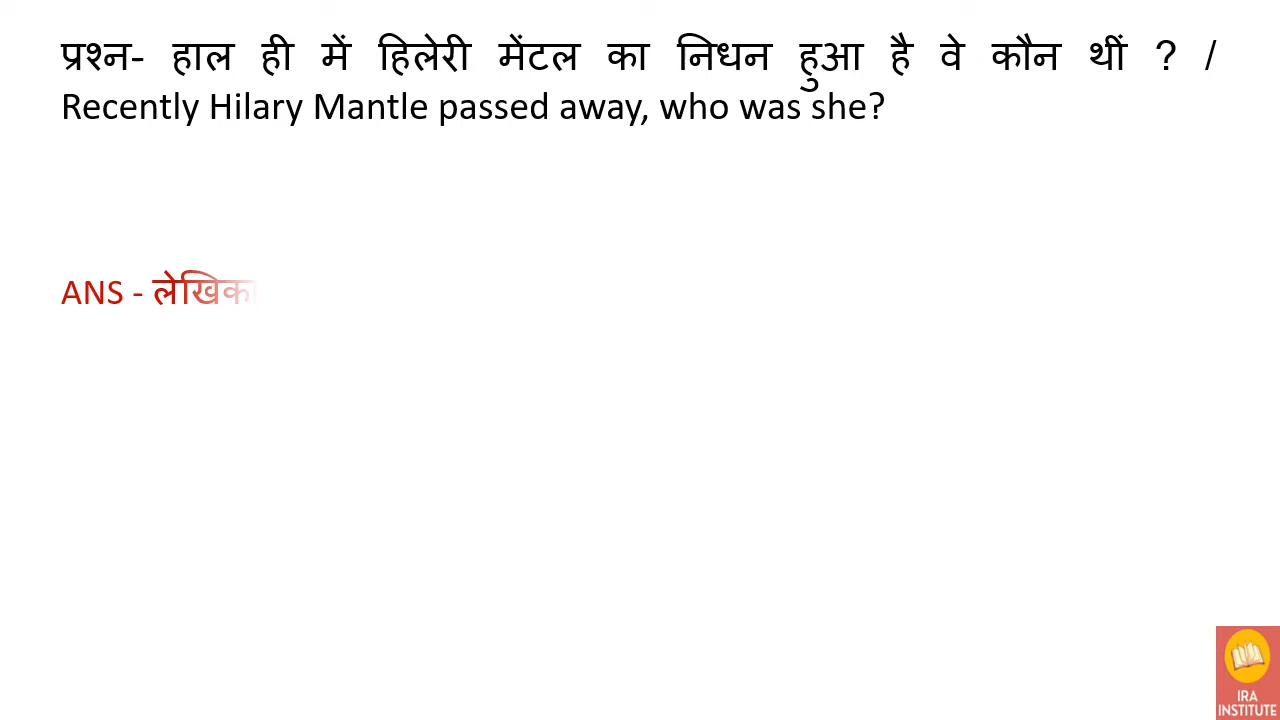 प्रश्न- हाल ही में हिलेरी मेंटल का निधन हुआ है वे कौन थीं ? /
Recently Hilary Mantle passed away, who was she?
ANS - लेखिका
IRA
INSTITUTE